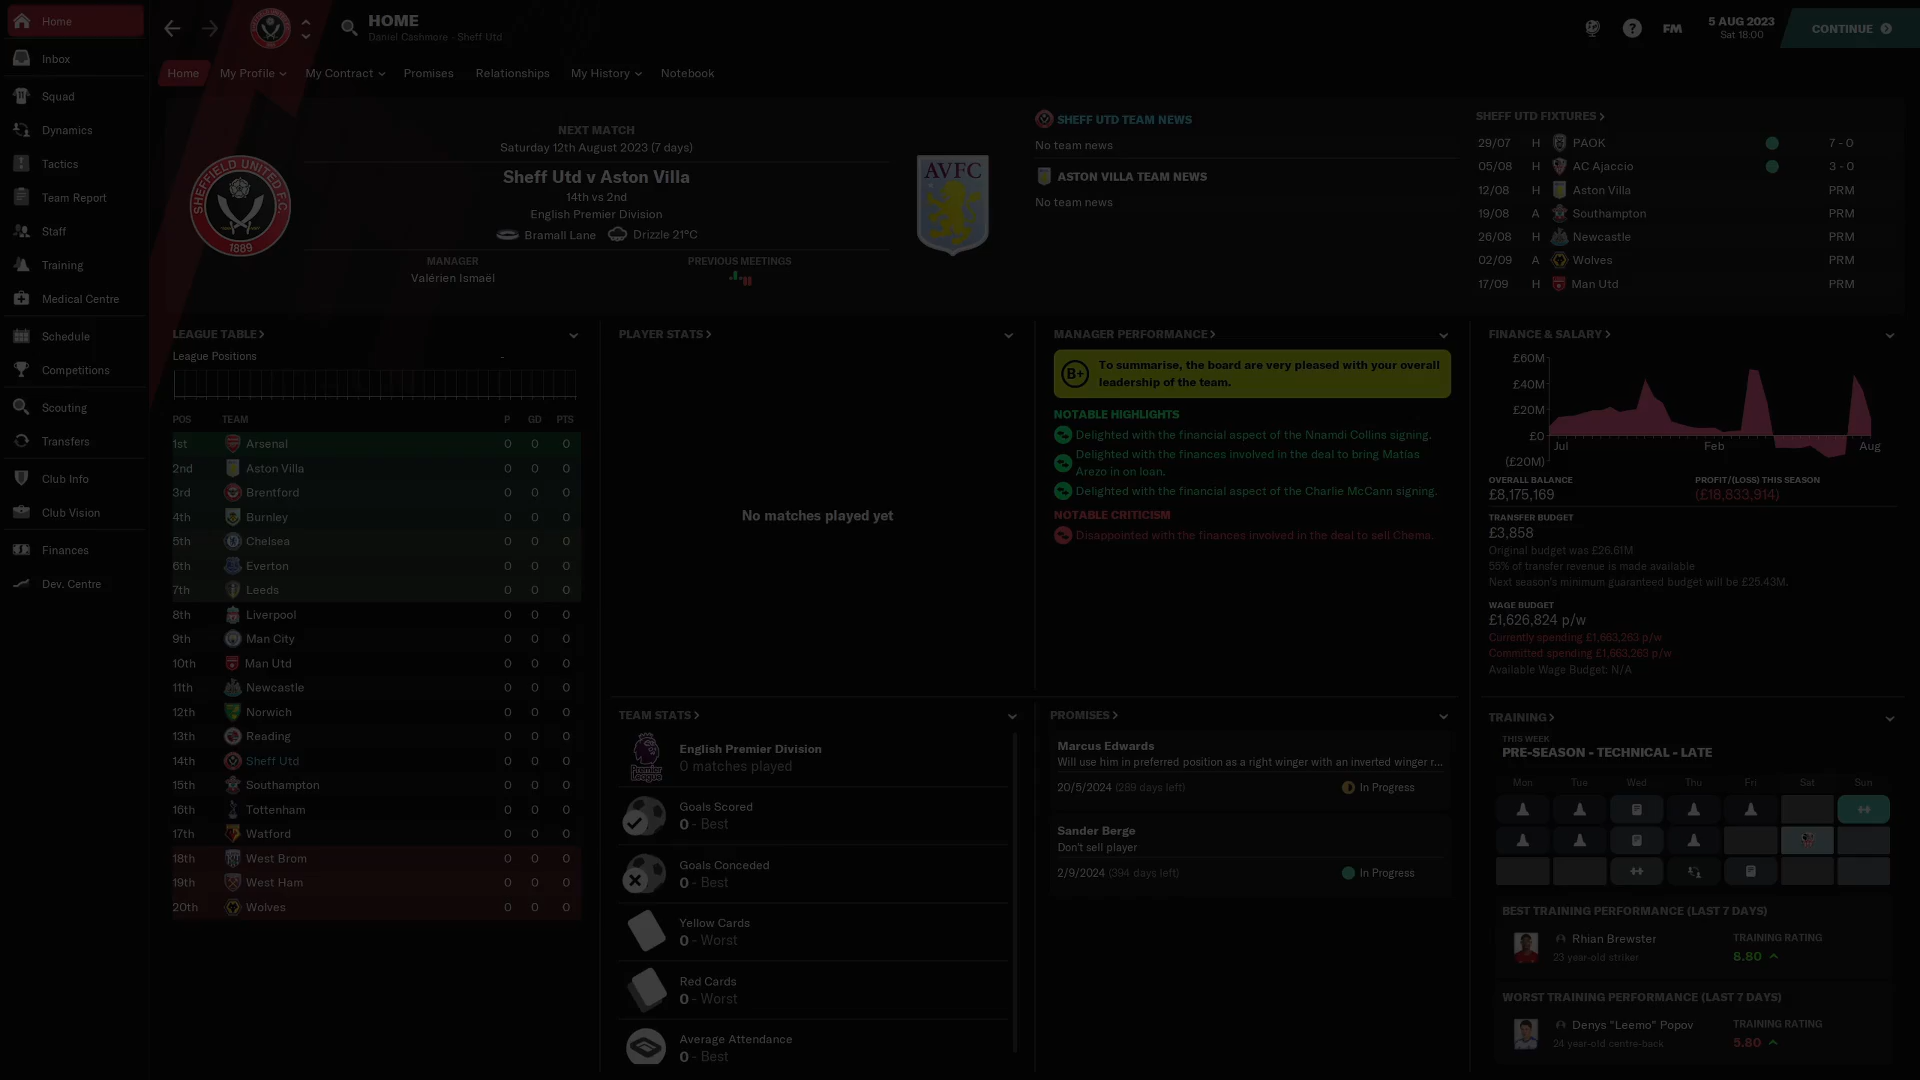 Home
Inbox
Squad
Dynamics
Tactics
Team Report
Staff
Training
Medical Centre
Schedule
Competitions
Scouting
Transfers
Club Info
Club Vision
Finances
Dev. Centre
HOME
Daniel Cashmore - Sheff Utd
FM
5 AUG 2023
Sat 18:00
CONTINUE
Home
My Profile
My Contract
Promises
Relationships
My History
Notebook
NEXT MATCH
Saturday 12th August 2023 (7 days)
Sheff Utd v Aston Villa
14th vs 2nd
English Premier Division
Bramall Lane
Drizzle 21°C
MANAGER
Valérien Ismaël
PREVIOUS MEETINGS
SHEFFIELD UNITED F.C.
1889
AVFC
SHEFF UTD TEAM NEWS
No team news
ASTON VILLA TEAM NEWS
No team news
SHEFF UTD FIXTURES
29/07 H PAOK 7 - 0
05/08 H AC Ajaccio 3 - 0
12/08 H Aston Villa PRM
19/08 A Southampton PRM
26/08 H Newcastle PRM
02/09 A Wolves PRM
17/09 H Man Utd PRM
LEAGUE TABLE
League Positions -
POS TEAM P GD PTS
1st Arsenal 0 0 0
2nd Aston Villa 0 0 0
3rd Brentford 0 0 0
4th Burnley 0 0 0
5th Chelsea 0 0 0
6th Everton 0 0 0
7th Leeds 0 0 0
8th Liverpool 0 0 0
9th Man City 0 0 0
10th Man Utd 0 0 0
11th Newcastle 0 0 0
12th Norwich 0 0 0
13th Reading 0 0 0
14th Sheff Utd 0 0 0
15th Southampton 0 0 0
16th Tottenham 0 0 0
17th Watford 0 0 0
18th West Brom 0 0 0
19th West Ham 0 0 0
20th Wolves 0 0 0
PLAYER STATS
No matches played yet
TEAM STATS
Premier League
English Premier Division
0 matches played
Goals Scored
0 - Best
Goals Conceded
0 - Best
Yellow Cards
0 - Worst
Red Cards
0 - Worst
Average Attendance
0 - Best
MANAGER PERFORMANCE
B+
To summarise, the board are very pleased with your overall
leadership of the team.
NOTABLE HIGHLIGHTS
Delighted with the financial aspect of the Nnamdi Collins signing.
Delighted with the finances involved in the deal to bring Matías
Arezo in on loan.
Delighted with the financial aspect of the Charlie McCann signing.
NOTABLE CRITICISM
Disappointed with the finances involved in the deal to sell Chema.
PROMISES
Marcus Edwards
Will use him in preferred position as a right winger with an inverted winger r...
20/5/2024 (289 days left) In Progress
Sander Berge
Don't sell player
2/9/2024 (394 days left) In Progress
FINANCE & SALARY
£60M
£40M
£20M
£0
(£20M)
Jul Feb Aug
OVERALL BALANCE
£8,175,169
PROFIT/(LOSS) THIS SEASON
(£18,833,914)
TRANSFER BUDGET
£3,858
Original budget was £26.61M
55% of transfer revenue is made available
Next season's minimum guaranteed budget will be £25.43M.
WAGE BUDGET
£1,626,824 p/w
Currently spending £1,663,263 p/w
Committed spending £1,663,263 p/w
Available Wage Budget: N/A
TRAINING
THIS WEEK
PRE-SEASON - TECHNICAL - LATE
Mon Tue Wed Thu Fri Sat Sun
BEST TRAINING PERFORMANCE (LAST 7 DAYS)
Rhian Brewster
23 year-old striker
TRAINING RATING
8.80
WORST TRAINING PERFORMANCE (LAST 7 DAYS)
Denys "Leemo" Popov
24 year-old centre-back
TRAINING RATING
5.80